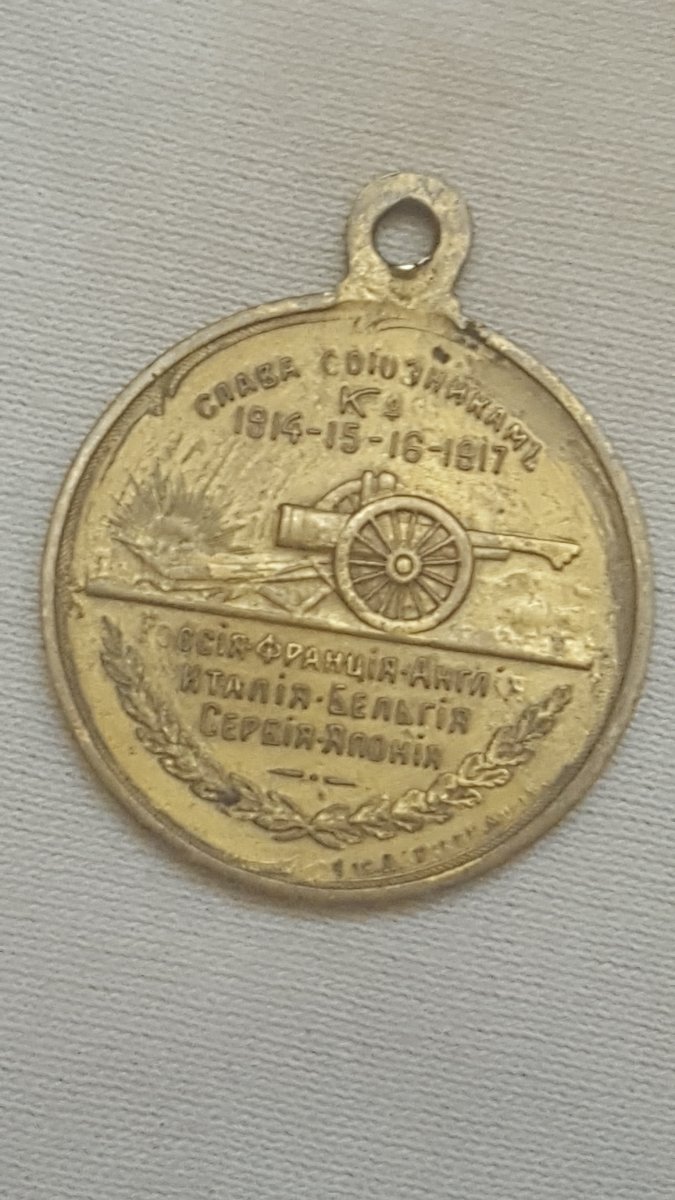 СЛАВА СОЮЗНИКАМЪ
1914-15-16-1917
РОССІЯ·ФРАНЦІЯ·АНГЛІЯ
ИТАЛІЯ·БЕЛЬГІЯ
СЕРБІЯ·ЯПОНІЯ